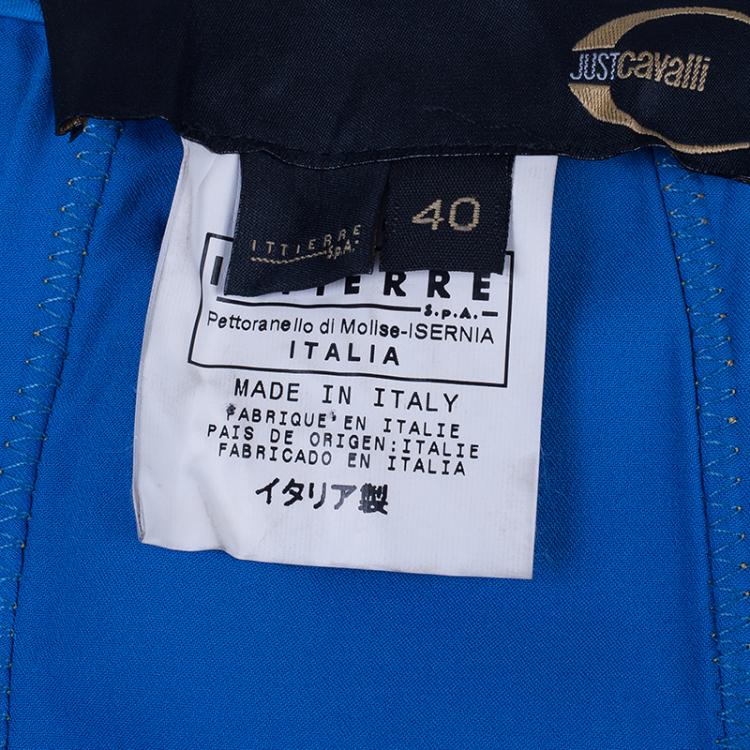 JUSTcavalli
ITTIERRE
S.p.A.
40
ITTIERRE
S.p.A.
Pettoranello di Molise-ISERNIA
ITALIA
MADE IN ITALY
FABRIQUE EN ITALIE
PAIS DE ORIGEN:ITALIE
FABRICADO EN ITALIA
イタリア製